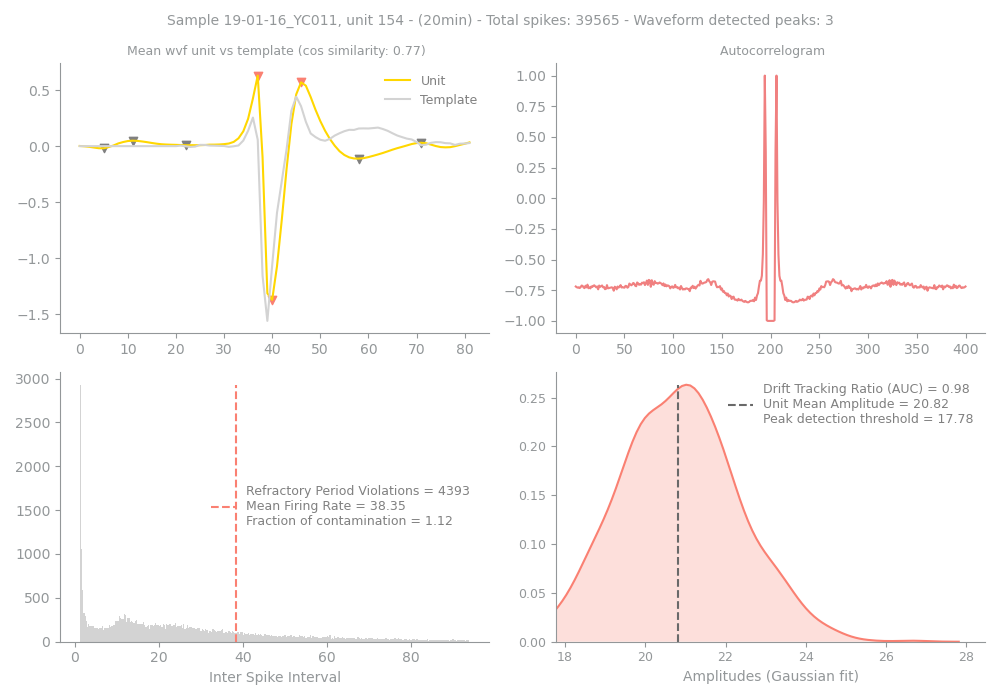 Sample 19-01-16_YC011, unit 154 - (20min) - Total spikes: 39565 - Waveform detected peaks: 3
Mean wvf unit vs template (cos similarity: 0.77)
Unit
Template
0.5
0.0
−0.5
−1.0
−1.5
0 10 20 30 40 50 60 70 80
Autocorrelogram
1.00
0.75
0.50
0.25
0.00
−0.25
−0.50
−0.75
−1.00
0 50 100 150 200 250 300 350 400
3000
2500
2000
1500
1000
500
0
Refractory Period Violations = 4393
Mean Firing Rate = 38.35
Fraction of contamination = 1.12
0 20 40 60 80
Inter Spike Interval
0.25
0.20
0.15
0.10
0.05
0.00
Drift Tracking Ratio (AUC) = 0.98
Unit Mean Amplitude = 20.82
Peak detection threshold = 17.78
18 20 22 24 26 28
Amplitudes (Gaussian fit)